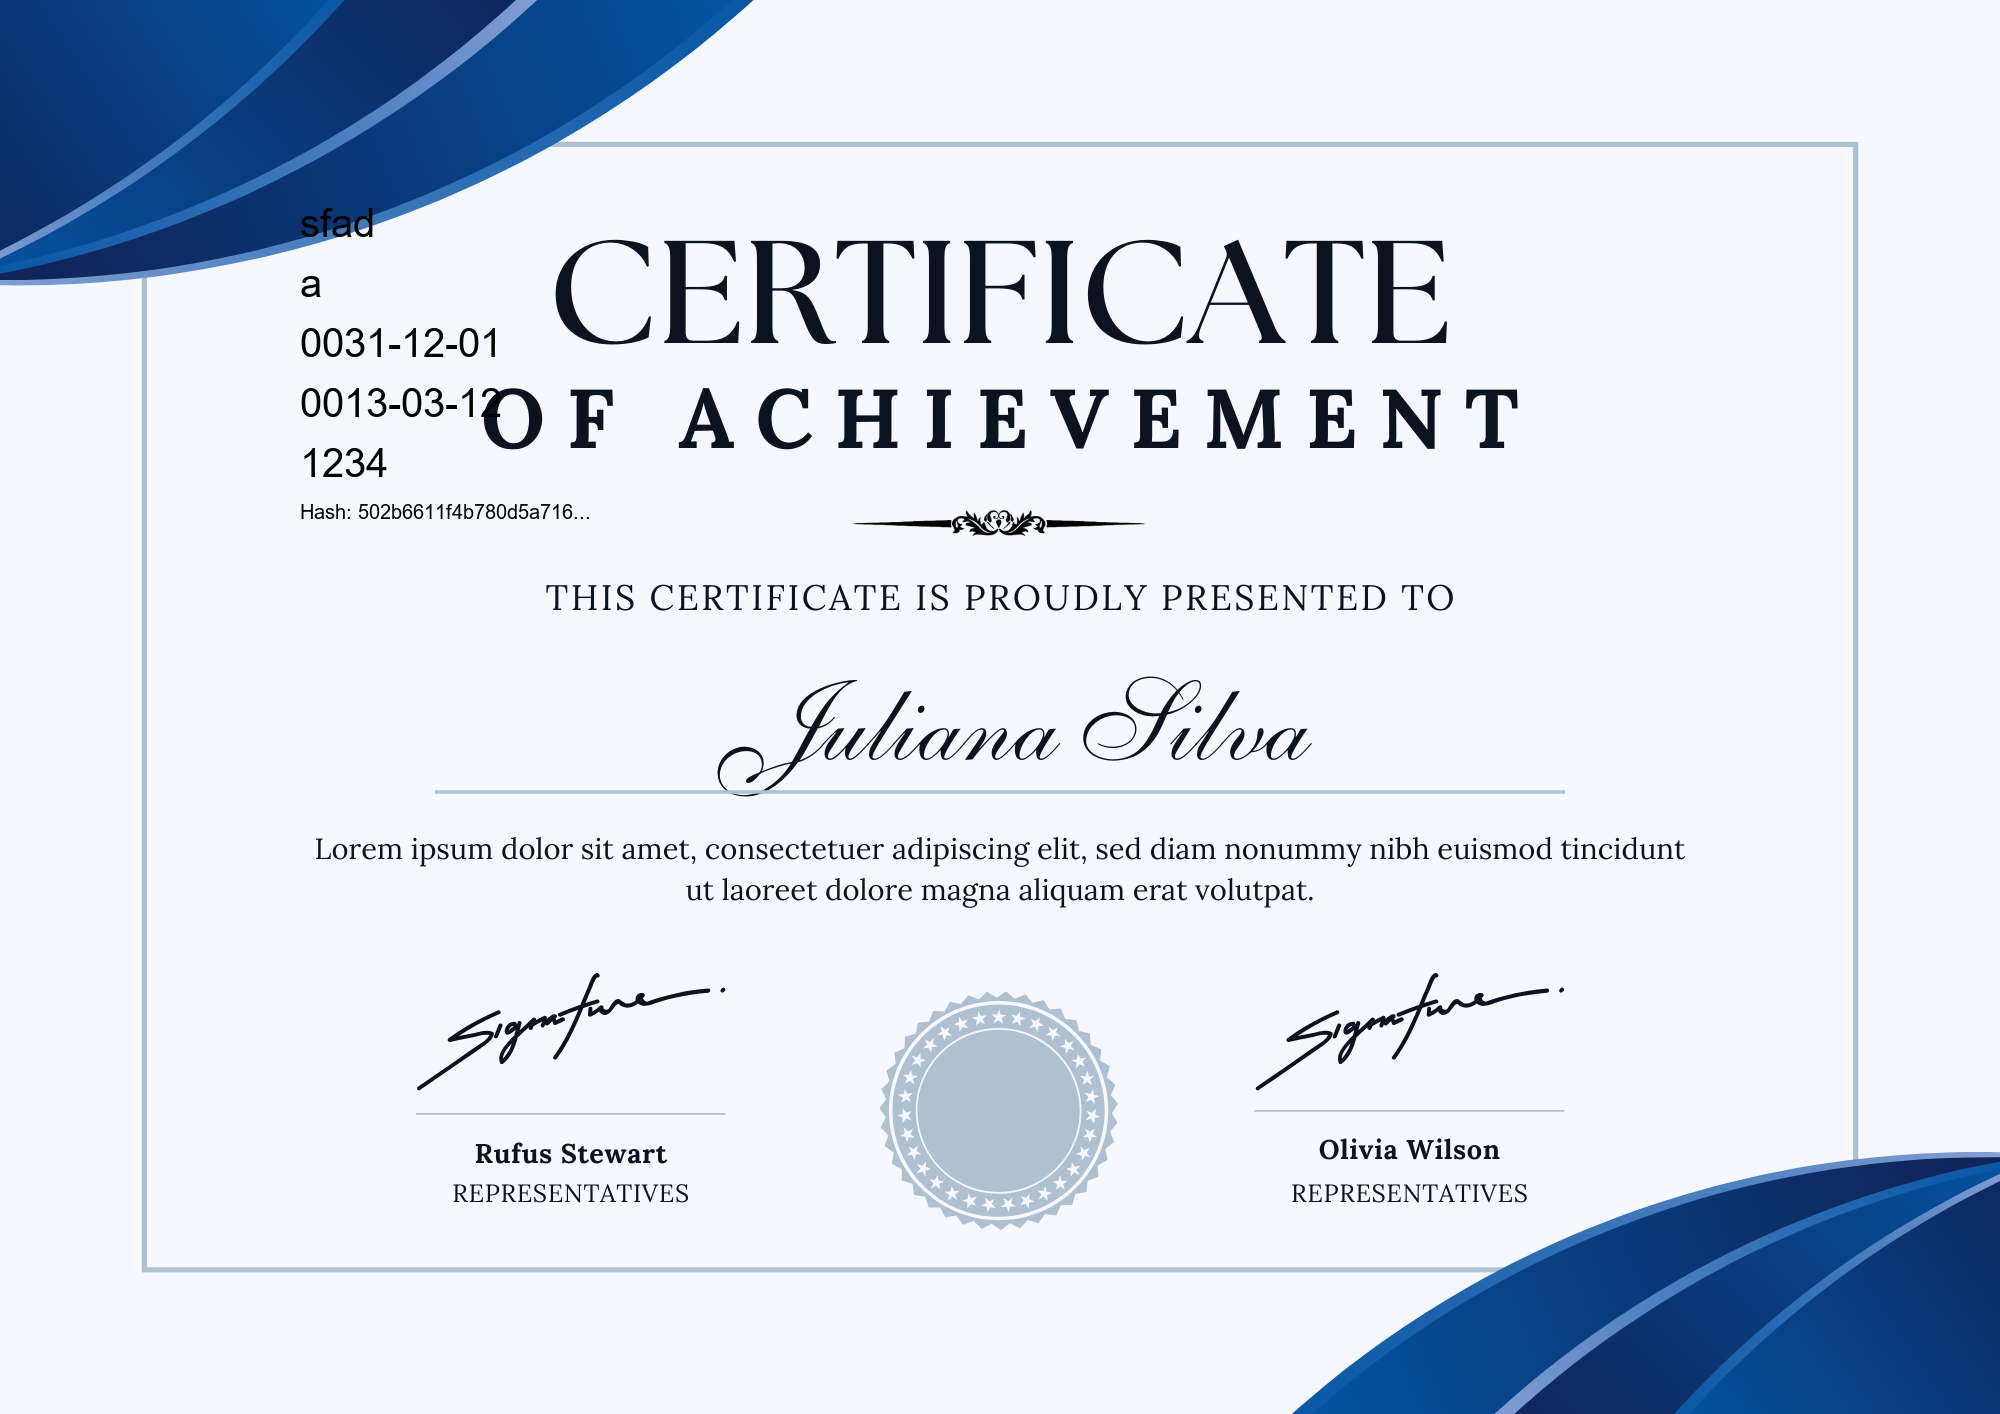 sfad
a
0031-12-01
0013-03-12
1234
Hash: 502b6611f4b780d5a716...
CERTIFICATE
OF ACHIEVEMENT
THIS CERTIFICATE IS PROUDLY PRESENTED TO
Juliana Silva
Lorem ipsum dolor sit amet, consectetuer adipiscing elit, sed diam nonummy nibh euismod tincidunt
ut laoreet dolore magna aliquam erat volutpat.
Signature
Rufus Stewart
REPRESENTATIVES
Signature
Olivia Wilson
REPRESENTATIVES